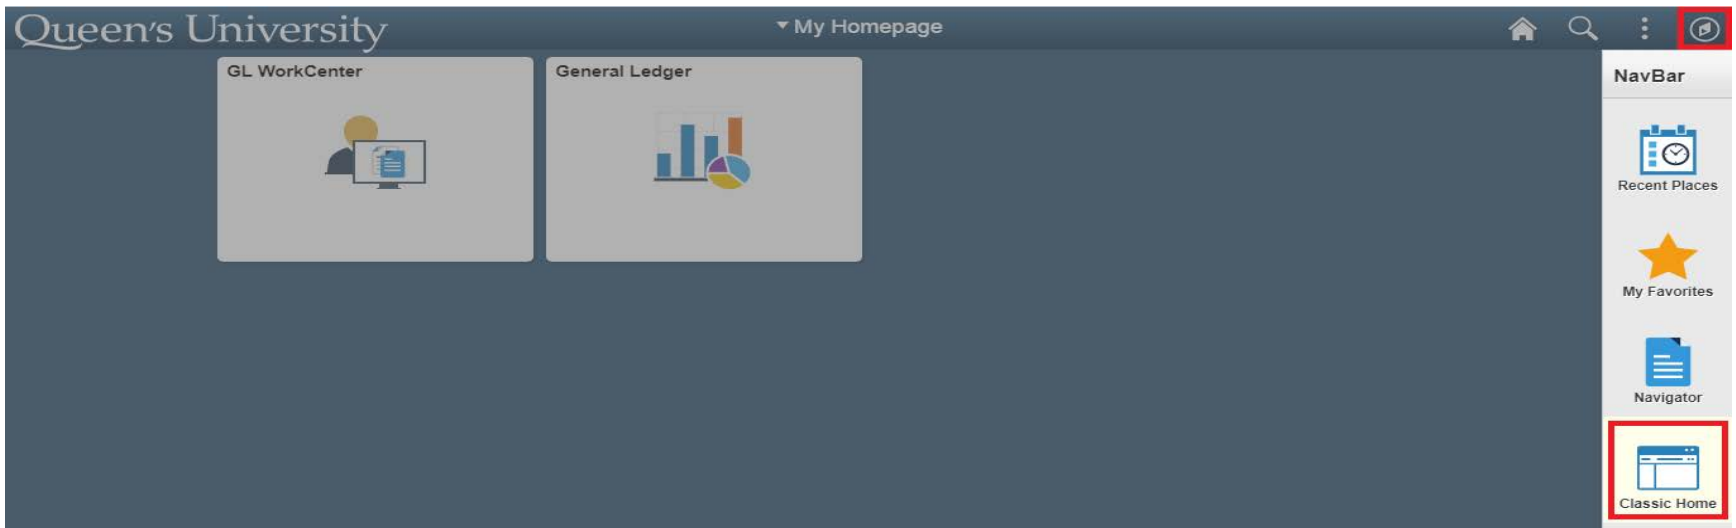 Queen's University
My Homepage
GL WorkCenter
General Ledger
NavBar
Recent Places
My Favorites
Navigator
Classic Home